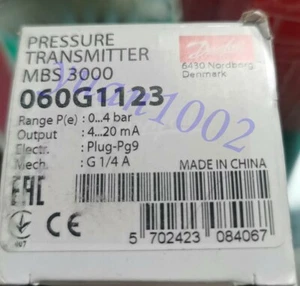 PRESSURE
TRANSMITTER
MBS 3000
060G1123
Range P(e) : 0...4 bar
Output : 4...20 mA
Electr. : Plug-Pg9
Mech. : G 1/4 A
Danfoss
6430 Nordborg
Denmark
MADE IN CHINA
EAC
CE
5 702423 084067
1002